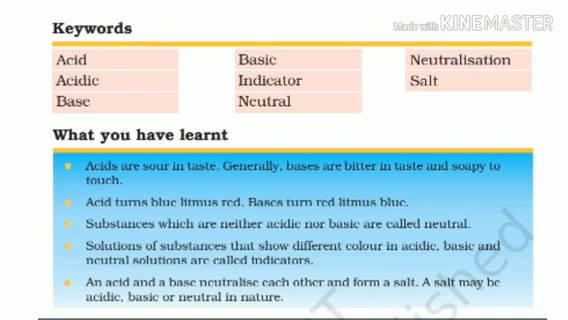 Made with KINEMASTER
Keywords
Acid Basic Neutralisation
Acidic Indicator Salt
Base Neutral
What you have learnt
Acids are sour in taste. Generally, bases are bitter in taste and soapy to
touch.
Acid turns blue litmus red. Bases turn red litmus blue.
Substances which are neither acidic nor basic are called neutral.
Solutions of substances that show different colour in acidic, basic and
neutral solutions are called indicators.
An acid and a base neutralise each other and form a salt. A salt may be
acidic, basic or neutral in nature.